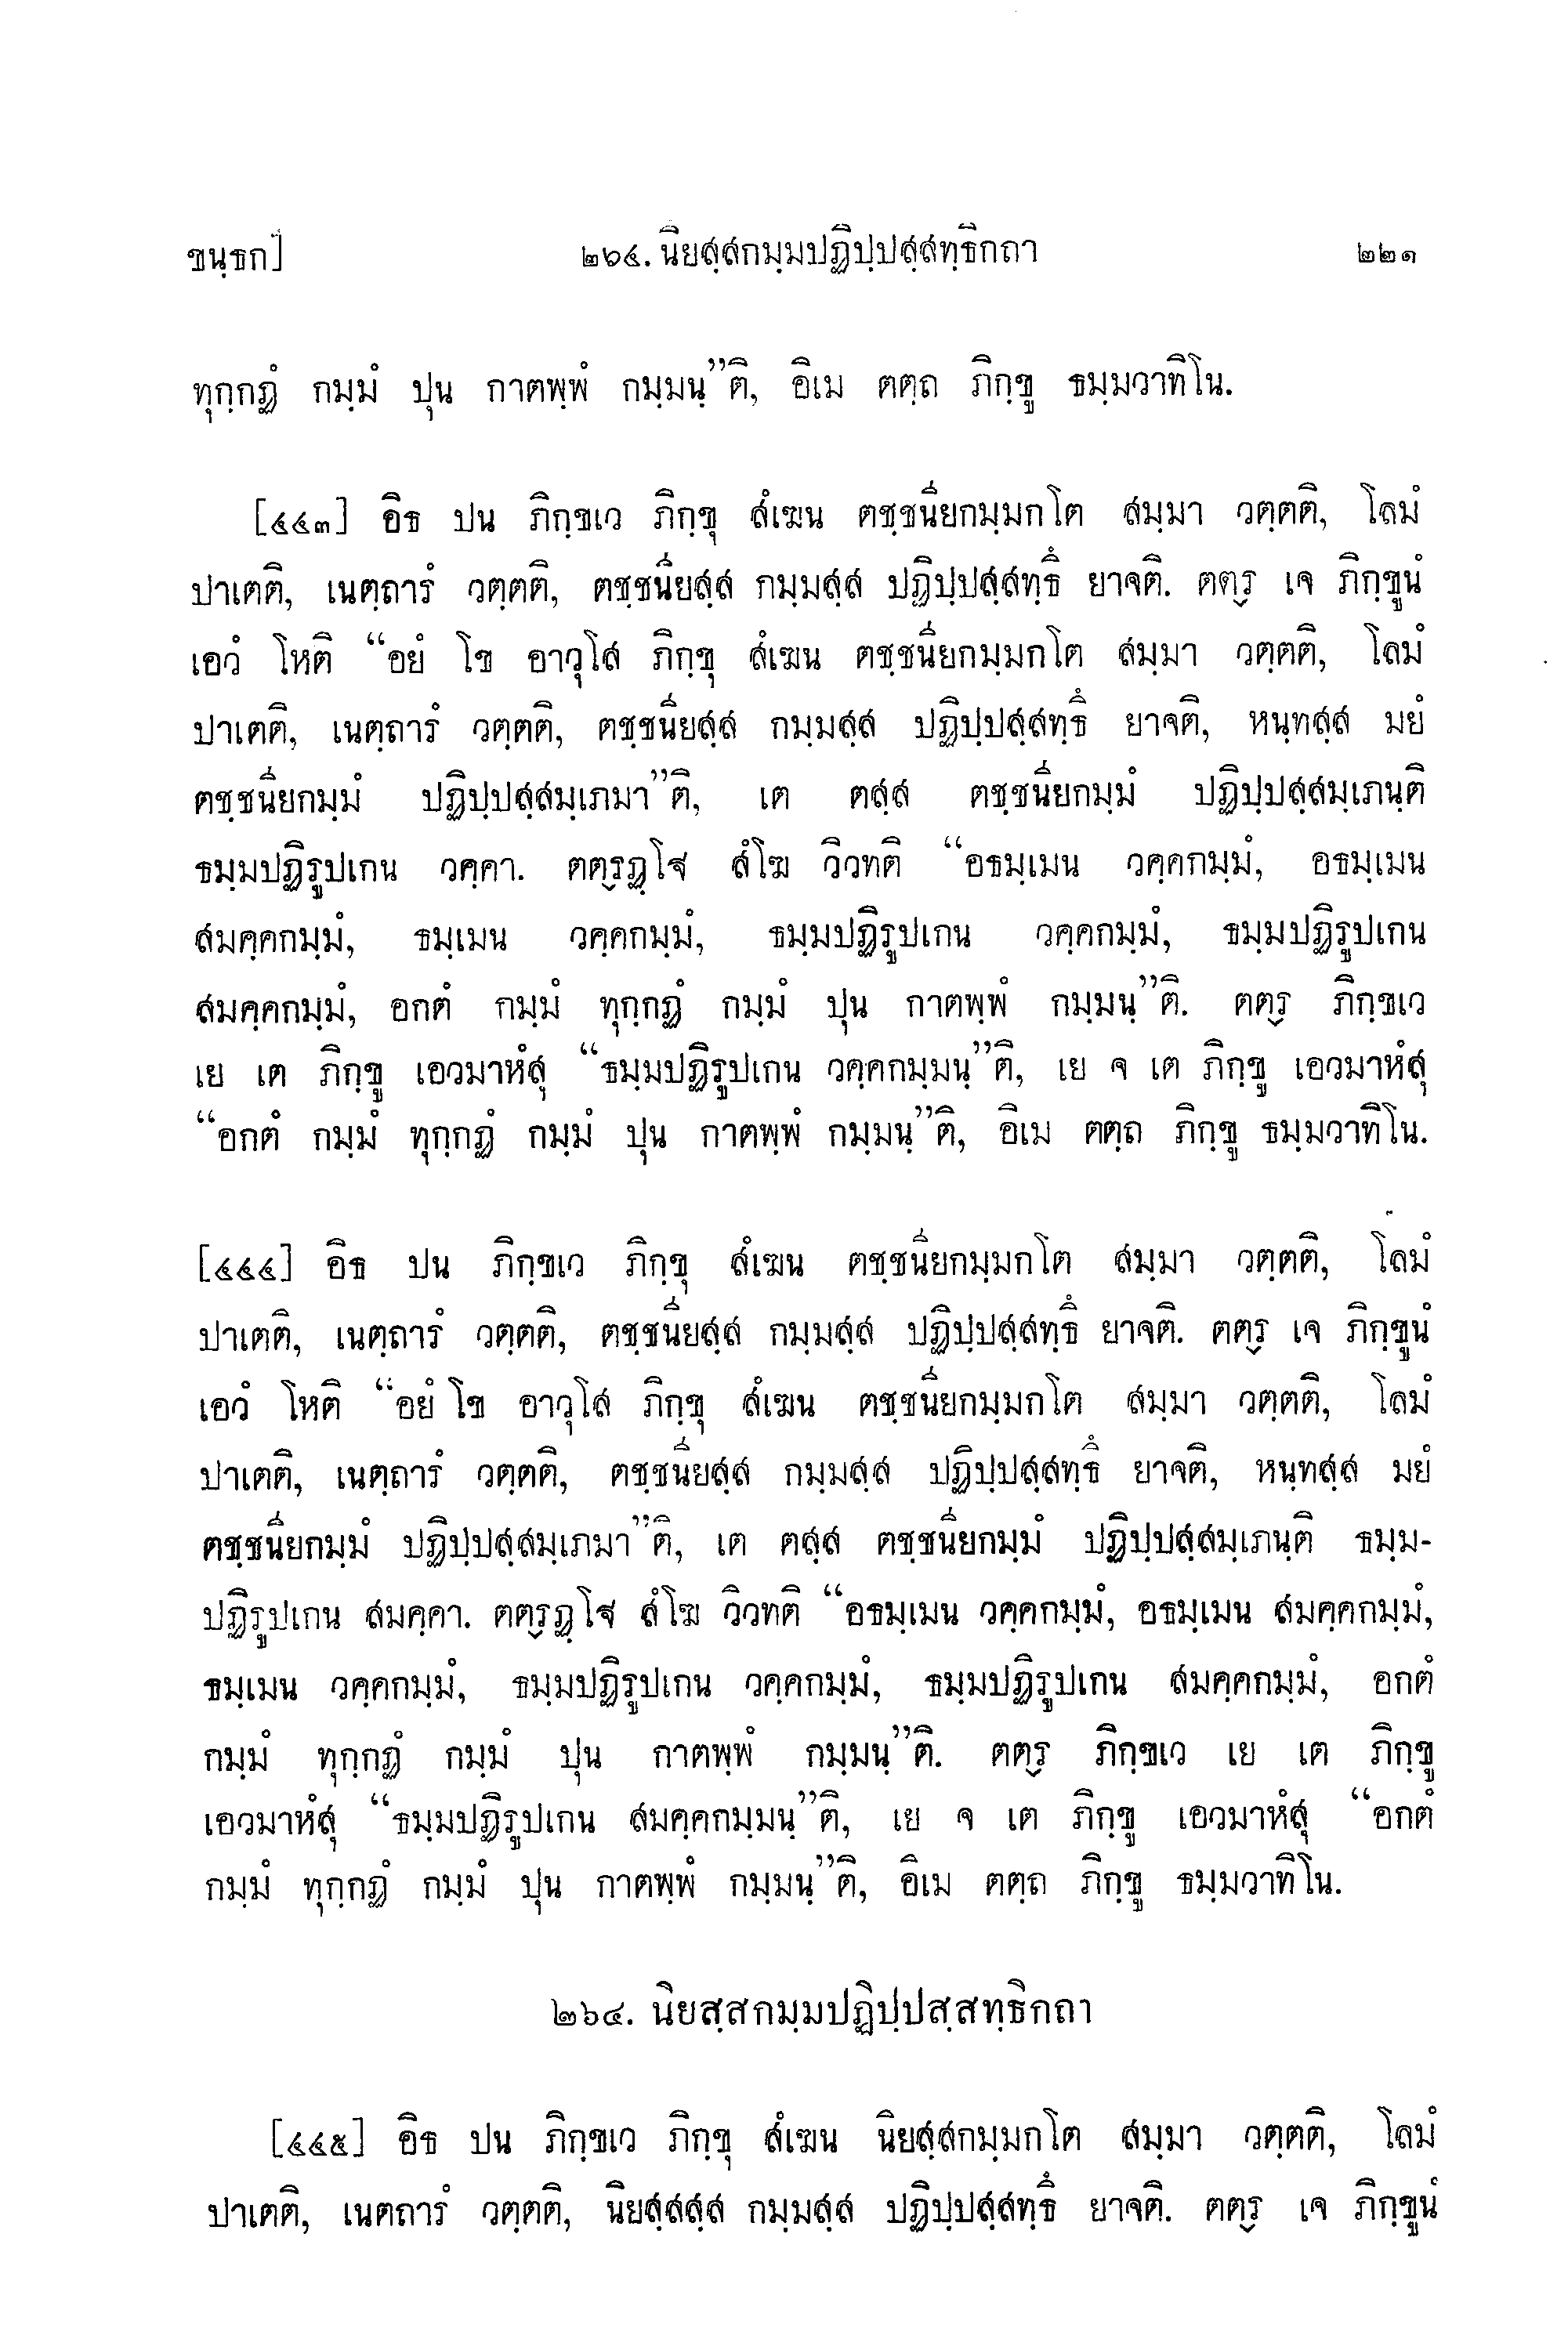 ขนฺธก] ๒๖๔. นิยสฺสกมฺมปฏิปฺปสฺสทฺธิกถา ๒๒๑
ทุกฺกฏํ กมฺมํ ปุน กาตพฺพํ กมฺมนฺ”ติ, อิเม ตตฺถ ภิกฺขู ธมฺมวาทิโน.
[๔๔๓] อิธ ปน ภิกฺขเว ภิกฺขุ สํเฆน ตชฺชนียกมฺมกโต สมฺมา วตฺตติ, โลมํ
ปาเตติ, เนตฺถารํ วตฺตติ, ตชฺชนียสฺส กมฺมสฺส ปฏิปฺปสฺสทฺธึ ยาจติ. ตตฺร เจ ภิกฺขูนํ
เอวํ โหติ “อยํ โข อาวุโส ภิกฺขุ สํเฆน ตชฺชนียกมฺมกโต สมฺมา วตฺตติ, โลมํ
ปาเตติ, เนตฺถารํ วตฺตติ, ตชฺชนียสฺส กมฺมสฺส ปฏิปฺปสฺสทฺธึ ยาจติ, หนฺทสฺส มยํ
ตชฺชนียกมฺมํ ปฏิปฺปสฺสมฺเภมา”ติ, เต ตสฺส ตชฺชนียกมฺมํ ปฏิปฺปสฺสมฺเภนฺติ
ธมฺมปฏิรูปเกน วคฺคา. ตตฺรฏฺโฐ สํโฆ วิวทติ “อธมฺเมน วคฺคกมฺมํ, อธมฺเมน
สมคฺคกมฺมํ, ธมฺเมน วคฺคกมฺมํ, ธมฺมปฏิรูปเกน วคฺคกมฺมํ, ธมฺมปฏิรูปเกน
สมคฺคกมฺมํ, อกตํ กมฺมํ ทุกฺกฏํ กมฺมํ ปุน กาตพฺพํ กมฺมนฺ”ติ. ตตฺร ภิกฺขเว
เย เต ภิกฺขู เอวมาหํสุ “ธมฺมปฏิรูปเกน วคฺคกมฺมนฺ”ติ, เย จ เต ภิกฺขู เอวมาหํสุ
“อกตํ กมฺมํ ทุกฺกฏํ กมฺมํ ปุน กาตพฺพํ กมฺมนฺ”ติ, อิเม ตตฺถ ภิกฺขู ธมฺมวาทิโน.
[๔๔๔] อิธ ปน ภิกฺขเว ภิกฺขุ สํเฆน ตชฺชนียกมฺมกโต สมฺมา วตฺตติ, โลมํ
ปาเตติ, เนตฺถารํ วตฺตติ, ตชฺชนียสฺส กมฺมสฺส ปฏิปฺปสฺสทฺธึ ยาจติ. ตตฺร เจ ภิกฺขูนํ
เอวํ โหติ “อยํ โข อาวุโส ภิกฺขุ สํเฆน ตชฺชนียกมฺมกโต สมฺมา วตฺตติ, โลมํ
ปาเตติ, เนตฺถารํ วตฺตติ, ตชฺชนียสฺส กมฺมสฺส ปฏิปฺปสฺสทฺธึ ยาจติ, หนฺทสฺส มยํ
ตชฺชนียกมฺมํ ปฏิปฺปสฺสมฺเภมา”ติ, เต ตสฺส ตชฺชนียกมฺมํ ปฏิปฺปสฺสมฺเภนฺติ ธมฺม-
ปฏิรูปเกน สมคฺคา. ตตฺรฏฺโฐ สํโฆ วิวทติ “อธมฺเมน วคฺคกมฺมํ, อธมฺเมน สมคฺคกมฺมํ,
ธมฺเมน วคฺคกมฺมํ, ธมฺมปฏิรูปเกน วคฺคกมฺมํ, ธมฺมปฏิรูปเกน สมคฺคกมฺมํ, อกตํ
กมฺมํ ทุกฺกฏํ กมฺมํ ปุน กาตพฺพํ กมฺมนฺ”ติ. ตตฺร ภิกฺขเว เย เต ภิกฺขู
เอวมาหํสุ “ธมฺมปฏิรูปเกน สมคฺคกมฺมนฺ”ติ, เย จ เต ภิกฺขู เอวมาหํสุ “อกตํ
กมฺมํ ทุกฺกฏํ กมฺมํ ปุน กาตพฺพํ กมฺมนฺ”ติ, อิเม ตตฺถ ภิกฺขู ธมฺมวาทิโน.
๒๖๔. นิยสฺสกมฺมปฏิปฺปสฺสทฺธิกถา
[๔๔๕] อิธ ปน ภิกฺขเว ภิกฺขุ สํเฆน นิยสฺสกมฺมกโต สมฺมา วตฺตติ, โลมํ
ปาเตติ, เนตถารํ วตฺตติ, นิยสฺสสฺส กมฺมสฺส ปฏิปฺปสฺสทฺธึ ยาจติ. ตตฺร เจ ภิกฺขูนํ